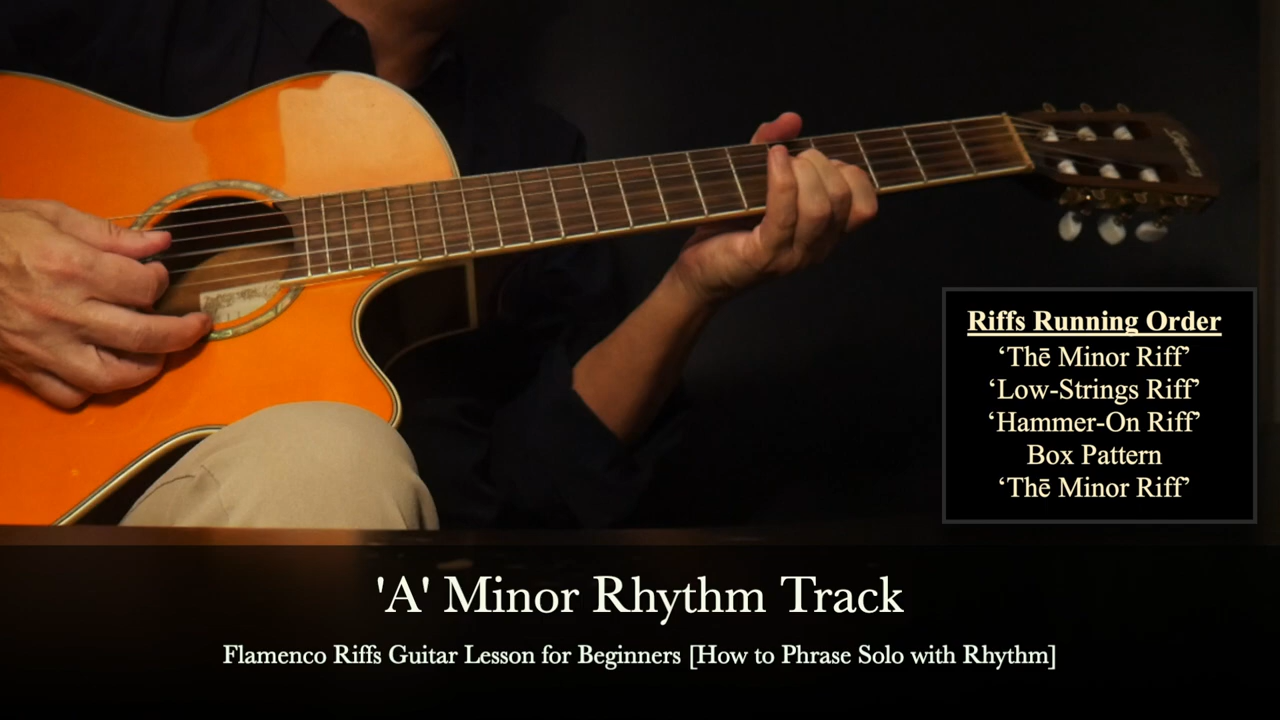 Riffs Running Order
‘Thē Minor Riff’
‘Low-Strings Riff’
‘Hammer-On Riff’
Box Pattern
‘Thē Minor Riff’
'A' Minor Rhythm Track
Flamenco Riffs Guitar Lesson for Beginners [How to Phrase Solo with Rhythm]